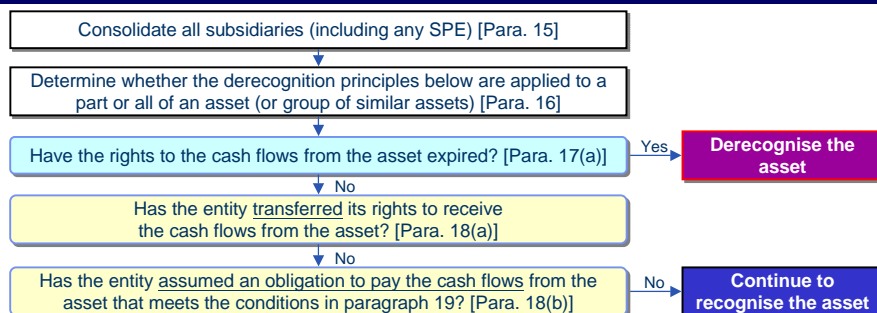 Consolidate all subsidiaries (including any SPE) [Para. 15]
Determine whether the derecognition principles below are applied to a
part or all of an asset (or group of similar assets) [Para. 16]
Have the rights to the cash flows from the asset expired? [Para. 17(a)]
Yes
Derecognise the
asset
No
Has the entity transferred its rights to receive
the cash flows from the asset? [Para. 18(a)]
No
Has the entity assumed an obligation to pay the cash flows from the
asset that meets the conditions in paragraph 19? [Para. 18(b)]
No
Continue to
recognise the asset